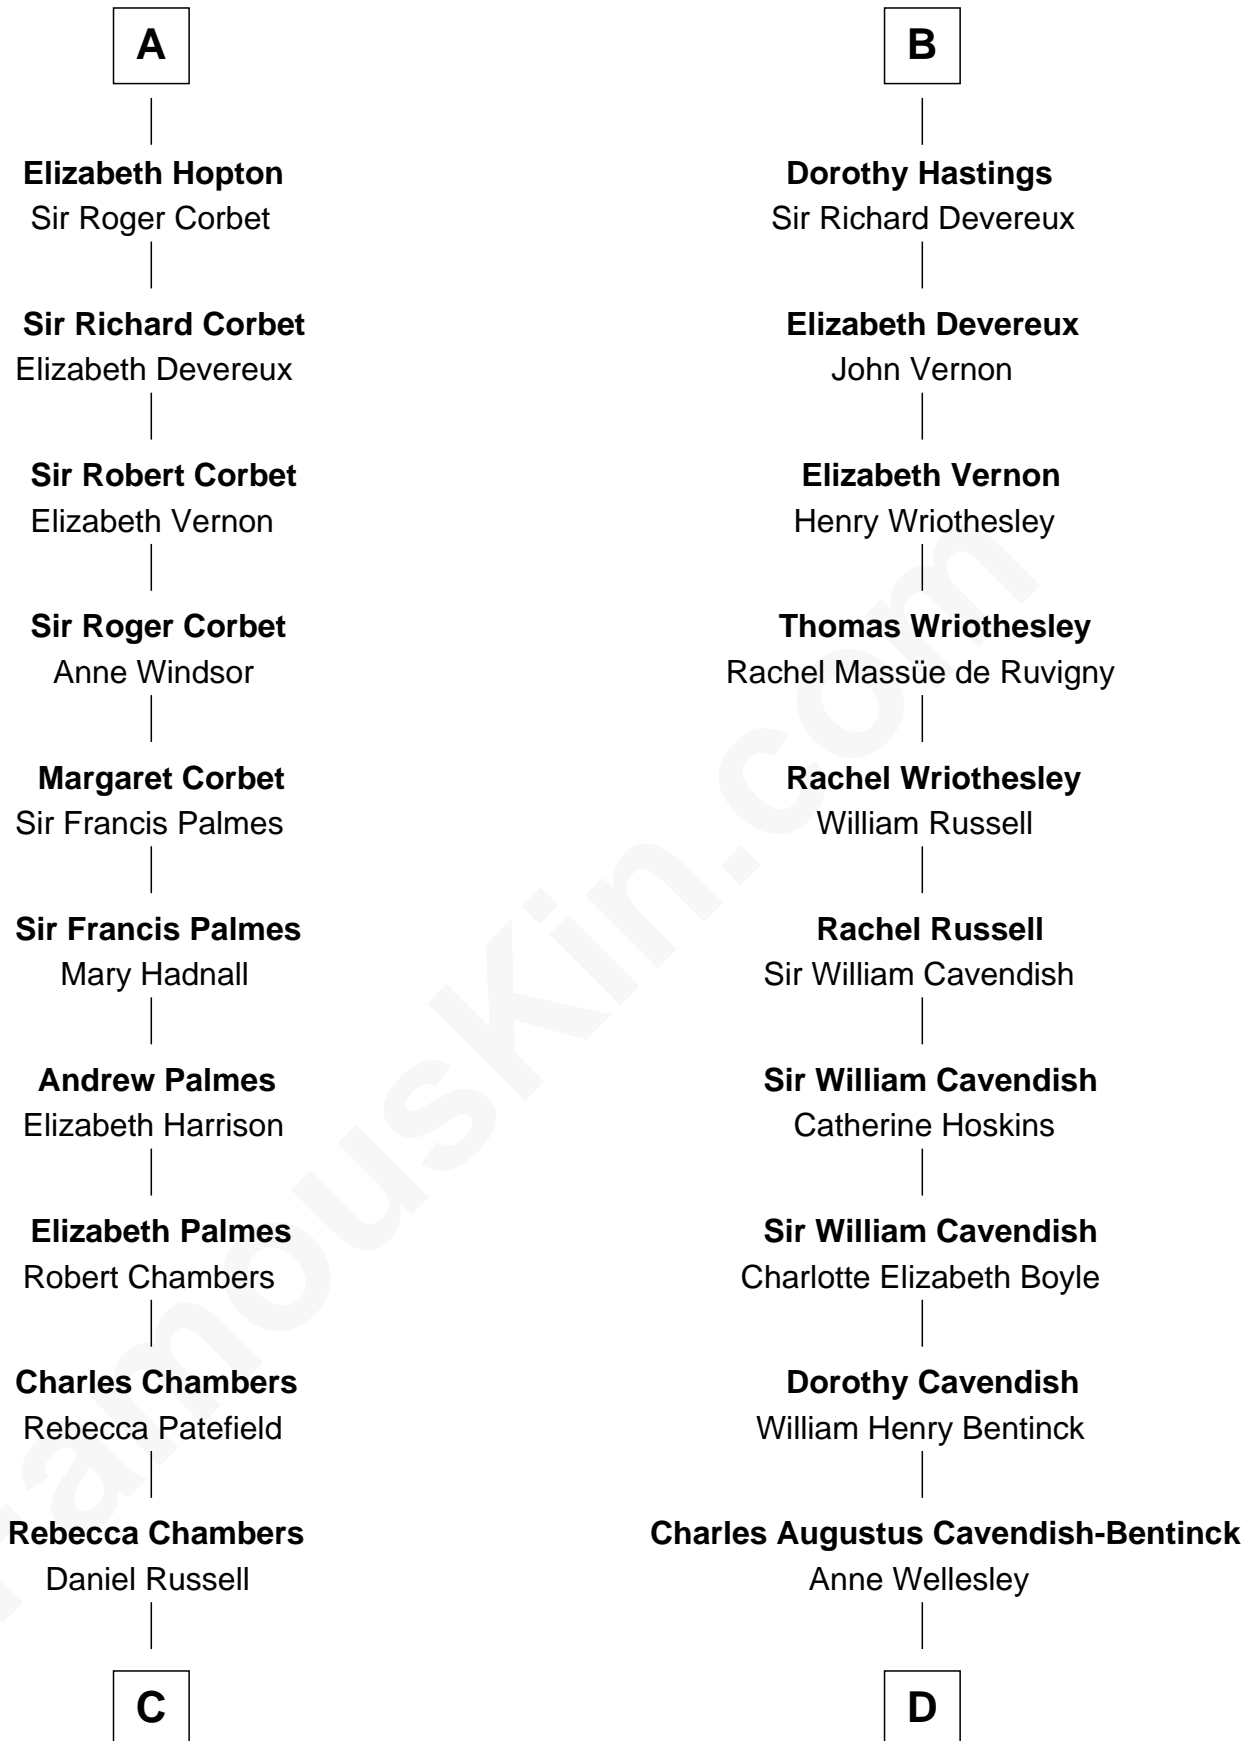 A
Elizabeth Hopton
Sir Roger Corbet
Sir Richard Corbet
Elizabeth Devereux
Sir Robert Corbet
Elizabeth Vernon
Sir Roger Corbet
Anne Windsor
Margaret Corbet
Sir Francis Palmes
Sir Francis Palmes
Mary Hadnall
Andrew Palmes
Elizabeth Harrison
Elizabeth Palmes
Robert Chambers
Charles Chambers
Rebecca Patefield
Rebecca Chambers
Daniel Russell
C
B
Dorothy Hastings
Sir Richard Devereux
Elizabeth Devereux
John Vernon
Elizabeth Vernon
Henry Wriothesley
Thomas Wriothesley
Rachel Massüe de Ruvigny
Rachel Wriothesley
William Russell
Rachel Russell
Sir William Cavendish
Sir William Cavendish
Catherine Hoskins
Sir William Cavendish
Charlotte Elizabeth Boyle
Dorothy Cavendish
William Henry Bentinck
Charles Augustus Cavendish-Bentinck
Anne Wellesley
D
FamousKin.com